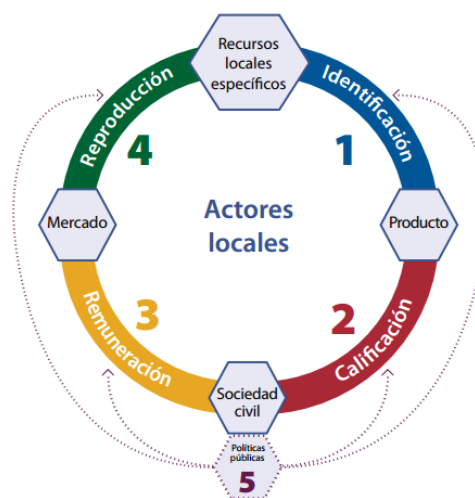 Recursos
locales
específicos
Identificación
1
Producto
Calificación
2
Sociedad
civil
Políticas
públicas
5
Remuneración
3
Mercado
Reproducción
4
Actores
locales